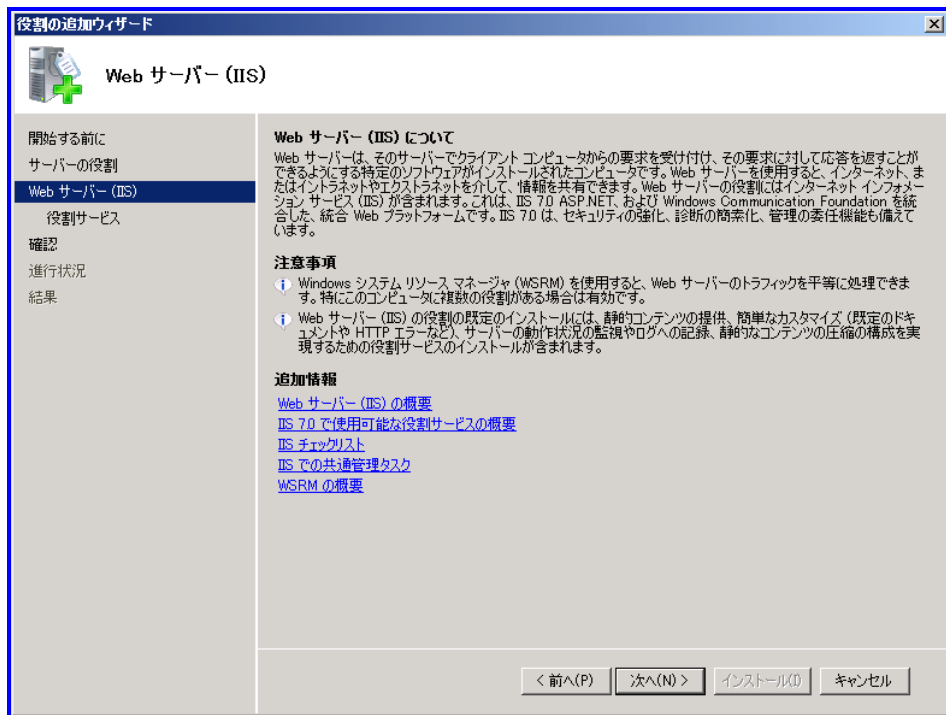 役割の追加ウィザード
Web サーバー (IIS)
開始する前に
サーバーの役割
Web サーバー (IIS)
役割サービス
確認
進行状況
結果
Web サーバー (IIS) について
Web サーバーは、そのサーバーでクライアント コンピュータからの要求を受け付け、その要求に対して応答を返すことが
できるようにする特定のソフトウェアがインストールされたコンピュータです。Web サーバーを使用すると、インターネット、ま
たはイントラネットやエクストラネットを介して、情報を共有できます。Web サーバーの役割にはインターネット インフォメー
ション サービス (IIS) が含まれます。これは、IIS 7.0 ASP.NET、および Windows Communication Foundation を統
合した、統合 Web プラットフォームです。IIS 7.0 は、セキュリティの強化、診断の簡素化、管理の委任機能も備えて
います。
注意事項
Windows システム リソース マネージャ (WSRM) を使用すると、Web サーバーのトラフィックを平等に処理できま
す。特にこのコンピュータに複数の役割がある場合は有効です。
Web サーバー (IIS) の役割の既定のインストールには、静的コンテンツの提供、簡単なカスタマイズ (既定のドキ
ュメントや HTTP エラーなど)、サーバーの動作状況の監視やログへの記録、静的なコンテンツの圧縮の構成を実
現するための役割サービスのインストールが含まれます。
追加情報
Web サーバー (IIS) の概要
IIS 7.0 で使用可能な役割サービスの概要
IIS チェックリスト
IIS での共通管理タスク
WSRM の概要
< 前へ(P) 次へ(N) > インストール(I) キャンセル